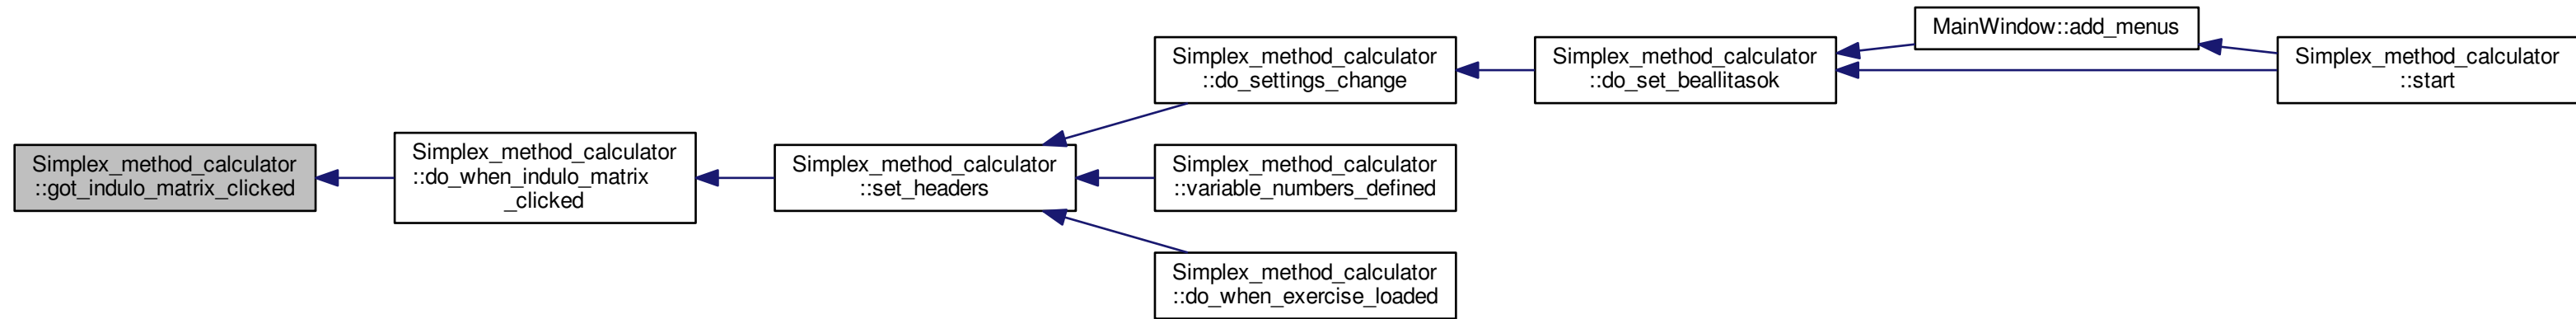 Simplex_method_calculator
::got_indulo_matrix_clicked
Simplex_method_calculator
::do_when_indulo_matrix
_clicked
Simplex_method_calculator
::set_headers
Simplex_method_calculator
::do_settings_change
Simplex_method_calculator
::variable_numbers_defined
Simplex_method_calculator
::do_when_exercise_loaded
Simplex_method_calculator
::do_set_beallitasok
MainWindow::add_menus
Simplex_method_calculator
::start